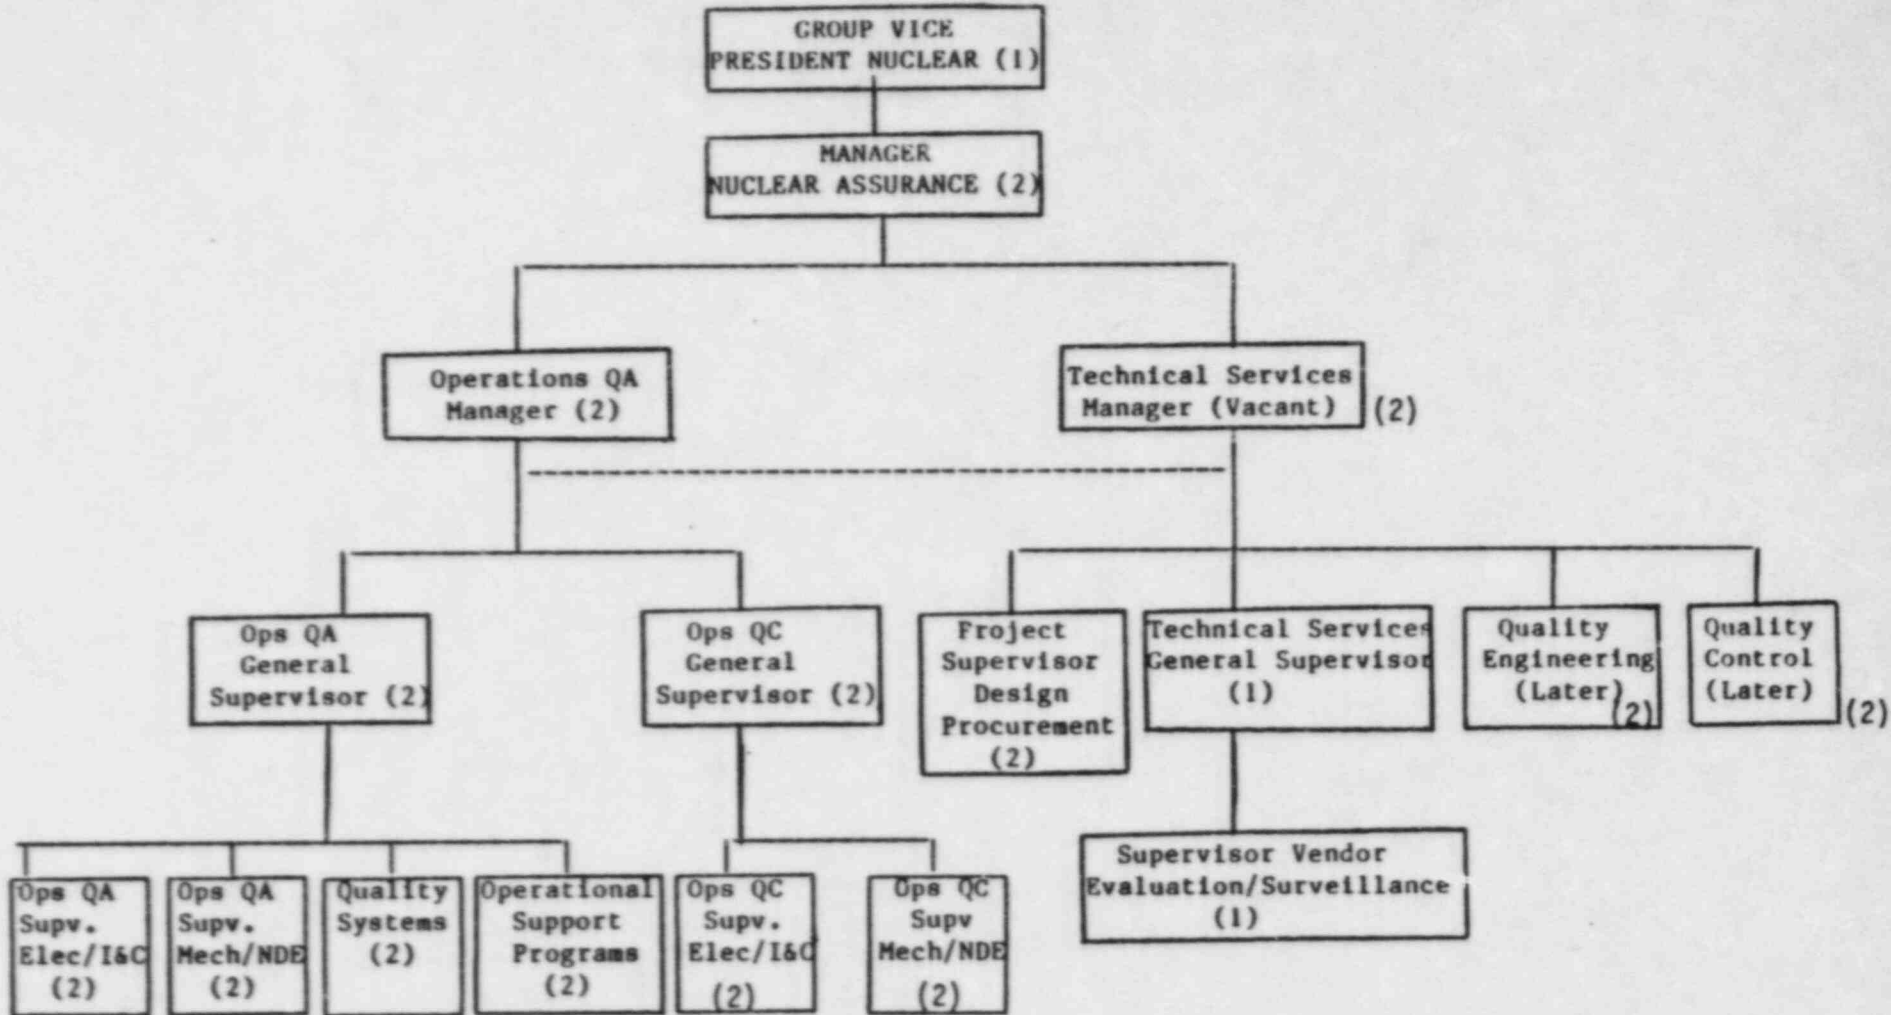 GROUP VICE
PRESIDENT NUCLEAR (1)
MANAGER
NUCLEAR ASSURANCE (2)
Operations QA
Manager (2)
Technical Services
Manager (Vacant)
(2)
Ops QA
General
Supervisor (2)
Ops QC
General
Supervisor (2)
Froject
Supervisor
Design
Procurement
(2)
Technical Services
General Supervisor
(1)
Quality
Engineering
(Later)
(2)
Quality
Control
(Later)
(2)
Ops QA
Supv.
Elec/I&C
(2)
Ops QA
Supv.
Mech/NDE
(2)
Quality
Systems
(2)
Operational
Support
Programs
(2)
Ops QC
Supv.
Elec/I&C
(2)
Ops QC
Supv
Mech/NDE
(2)
Supervisor Vendor
Evaluation/Surveillance
(1)